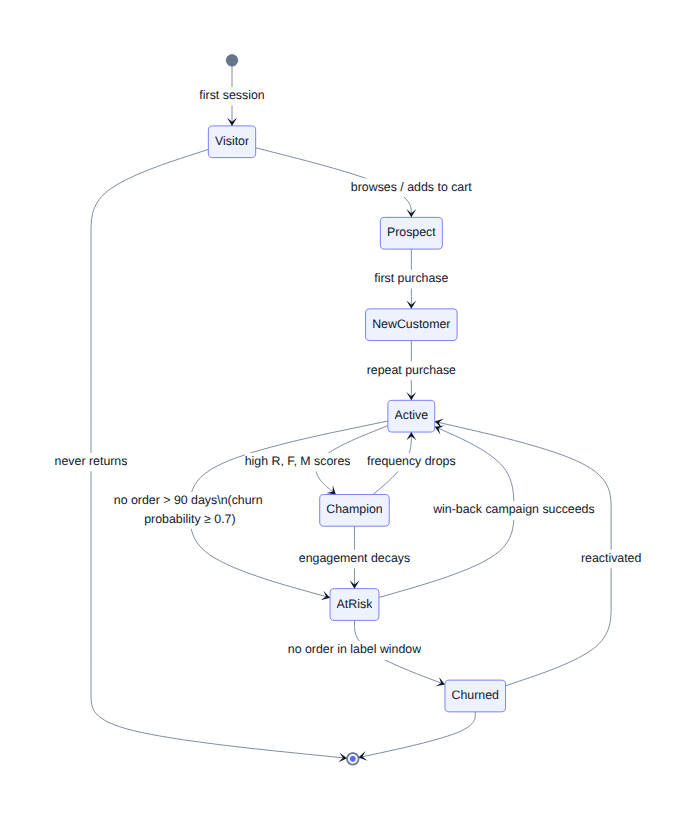 first session
Visitor
browses / adds to cart
Prospect
first purchase
NewCustomer
repeat purchase
Active
never returns
high R, F, M scores
frequency drops
no order > 90 days\n(churn
probability ≥ 0.7)
Champion
win-back campaign succeeds
engagement decays
reactivated
AtRisk
no order in label window
Churned